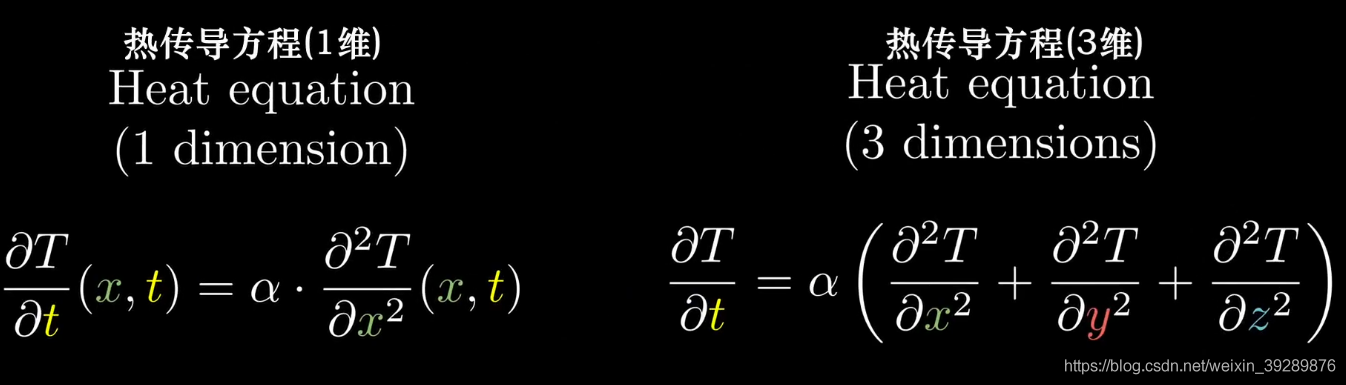 热传导方程(1维)
Heat equation
(1 dimension)
∂T/∂t (x, t) = α · ∂²T/∂x² (x, t)
热传导方程(3维)
Heat equation
(3 dimensions)
∂T/∂t = α (∂²T/∂x² + ∂²T/∂y² + ∂²T/∂z²)
https://blog.csdn.net/weixin_39289876